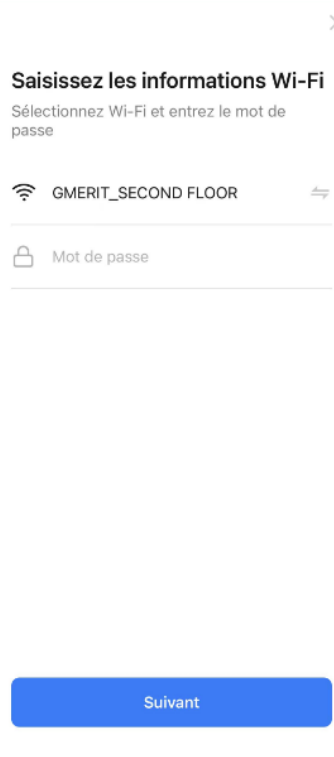 Saisissez les informations Wi-Fi
Sélectionnez Wi-Fi et entrez le mot de
passe
GMERIT_SECOND FLOOR
Mot de passe
Suivant